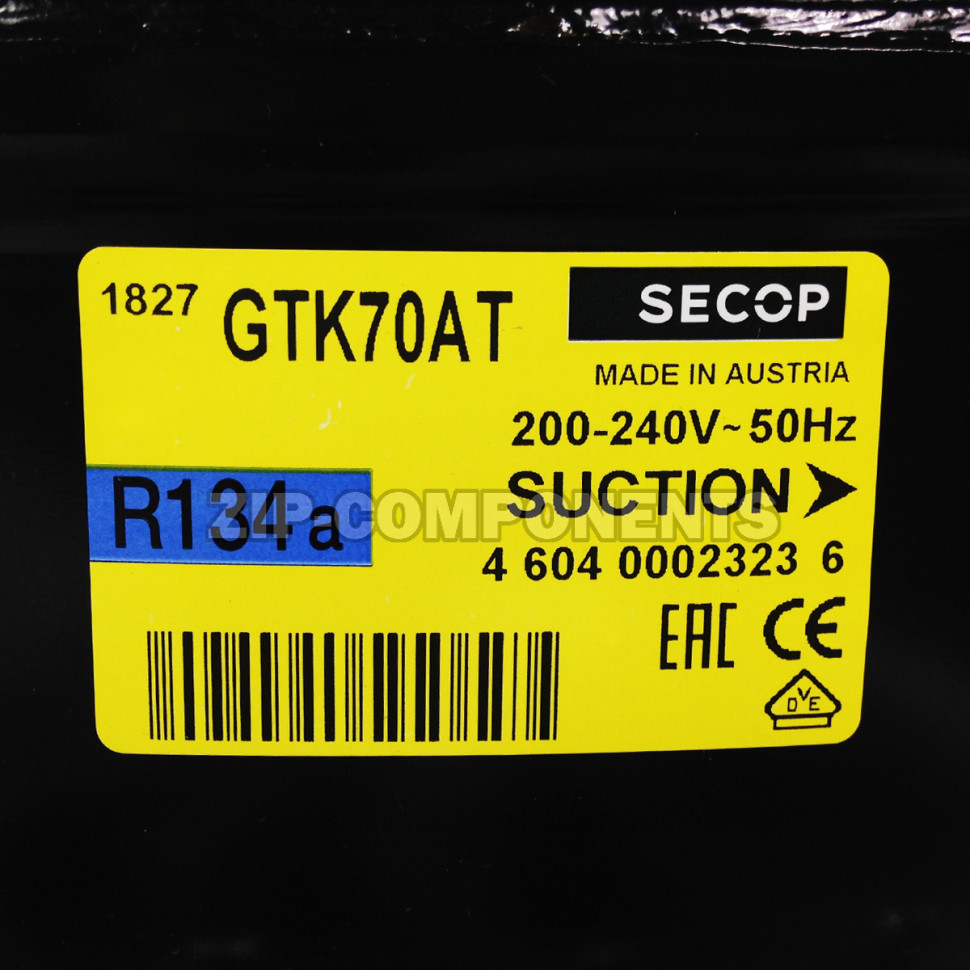 1827 GTK70AT SECOP
MADE IN AUSTRIA
200-240V~50Hz
SUCTION
R134a
ZIP COMPONENTS
4 604 0002323 6
EAC CE
DVE